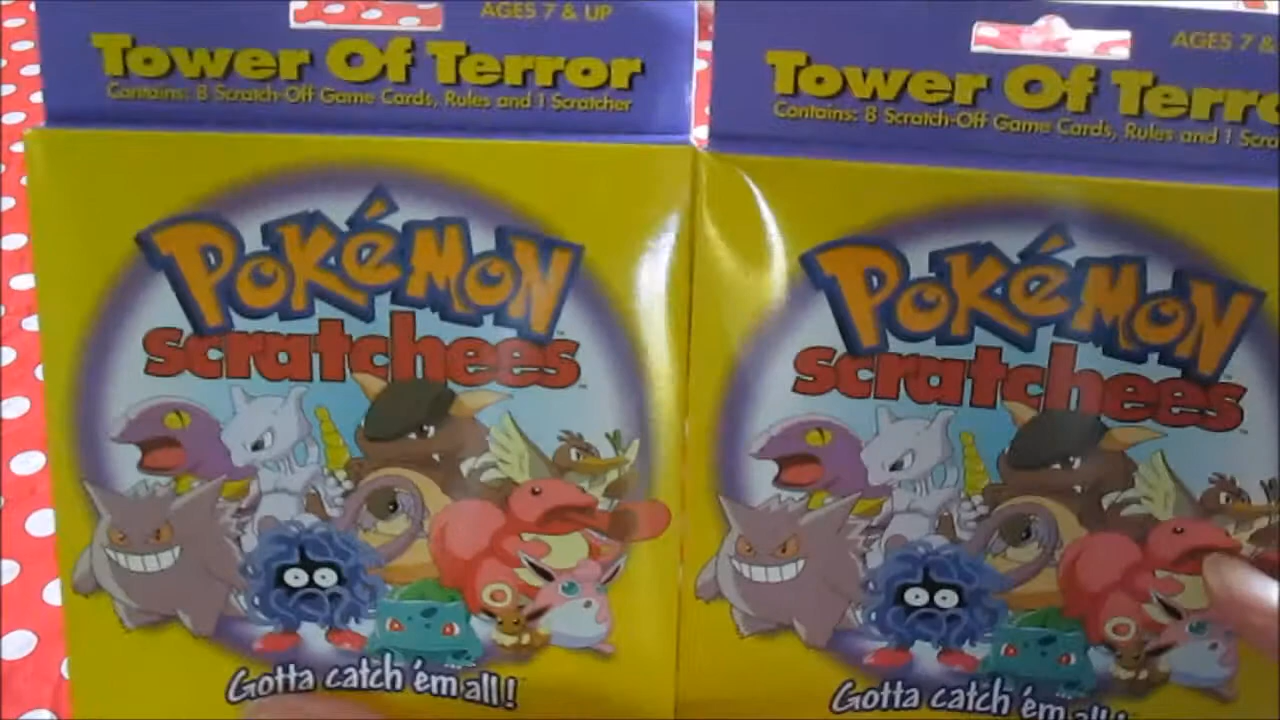 AGES 7 & UP
Tower Of Terror
Contains: 8 Scratch-Off Game Cards, Rules and 1 Scratcher
POKéMON
scratchees
Gotta catch 'em all!
AGES 7 &
Tower Of Terro
Contains: 8 Scratch-Off Game Cards, Rules and 1 Scra
POKéMON
scratchees
Gotta catch 'em all!